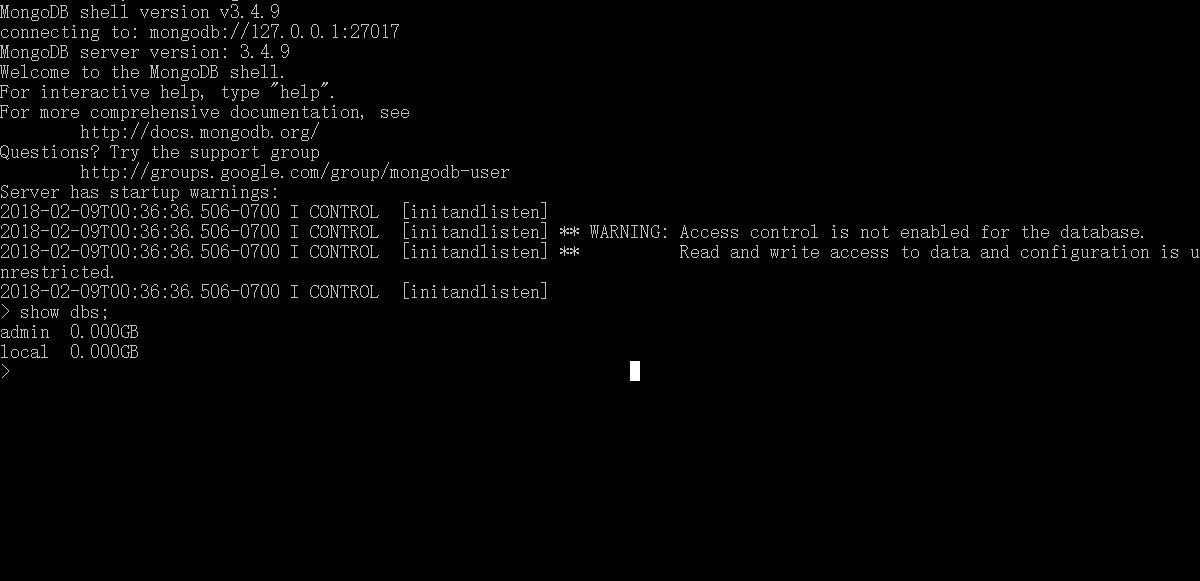 MongoDB shell version v3.4.9
connecting to: mongodb://127.0.0.1:27017
MongoDB server version: 3.4.9
Welcome to the MongoDB shell.
For interactive help, type "help".
For more comprehensive documentation, see
        http://docs.mongodb.org/
Questions? Try the support group
        http://groups.google.com/group/mongodb-user
Server has startup warnings:
2018-02-09T00:36:36.506-0700 I CONTROL  [initandlisten]
2018-02-09T00:36:36.506-0700 I CONTROL  [initandlisten] ** WARNING: Access control is not enabled for the database.
2018-02-09T00:36:36.506-0700 I CONTROL  [initandlisten] **          Read and write access to data and configuration is u
nrestricted.
2018-02-09T00:36:36.506-0700 I CONTROL  [initandlisten]
> show dbs;
admin  0.000GB
local  0.000GB
>